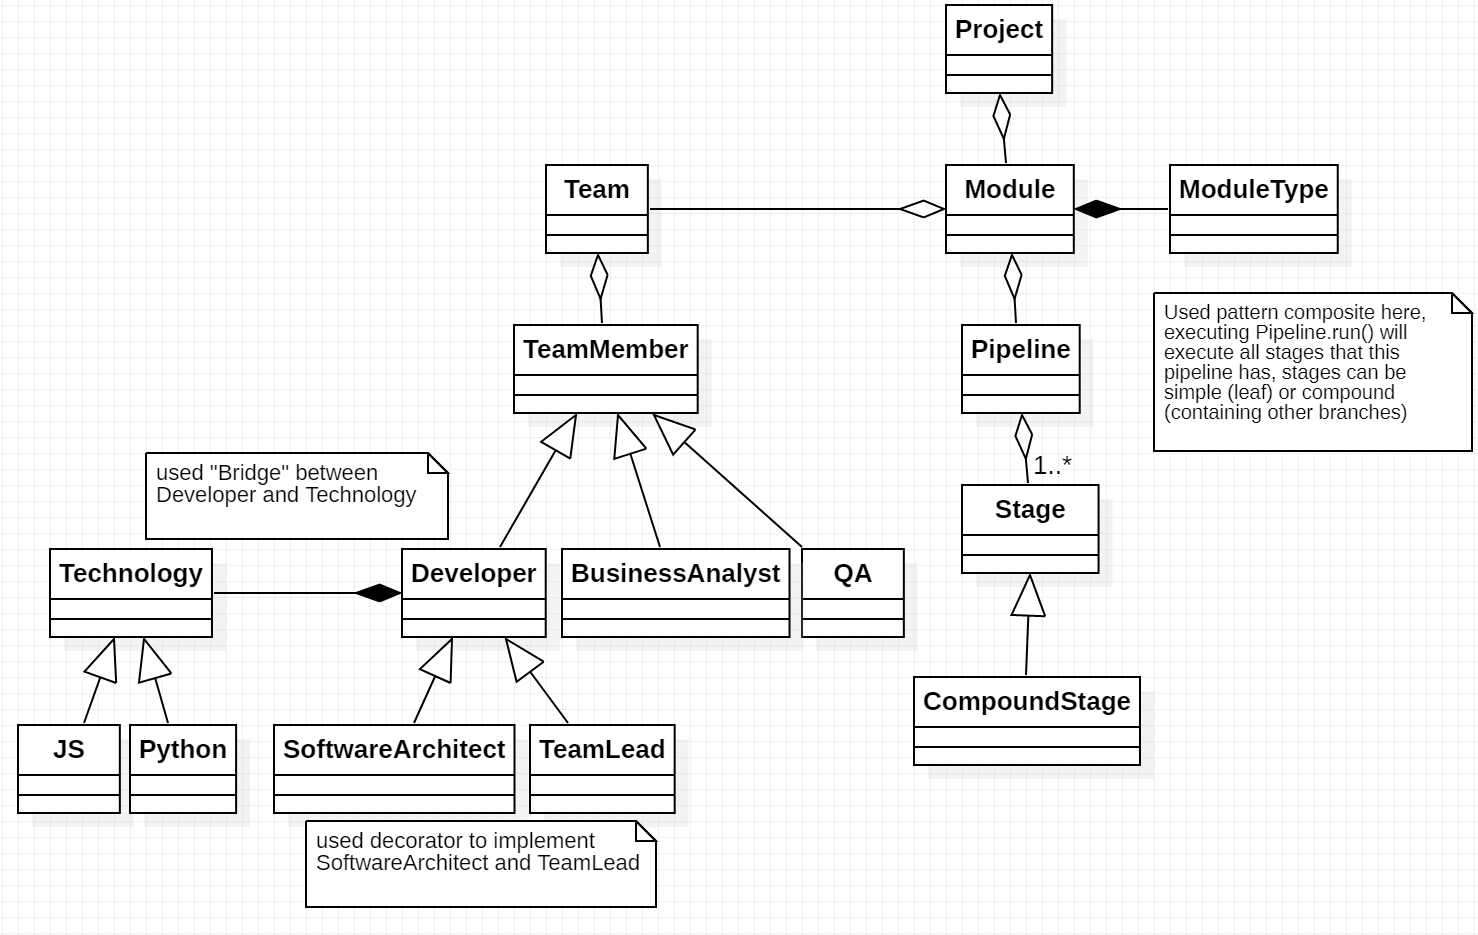 Project
Team
Module
ModuleType
TeamMember
Pipeline
Used pattern composite here,
executing Pipeline.run() will
execute all stages that this
pipeline has, stages can be
simple (leaf) or compound
(containing other branches)
used "Bridge" between
Developer and Technology
1..*
Stage
Technology
Developer
BusinessAnalyst
QA
CompoundStage
JS
Python
SoftwareArchitect
TeamLead
used decorator to implement
SoftwareArchitect and TeamLead